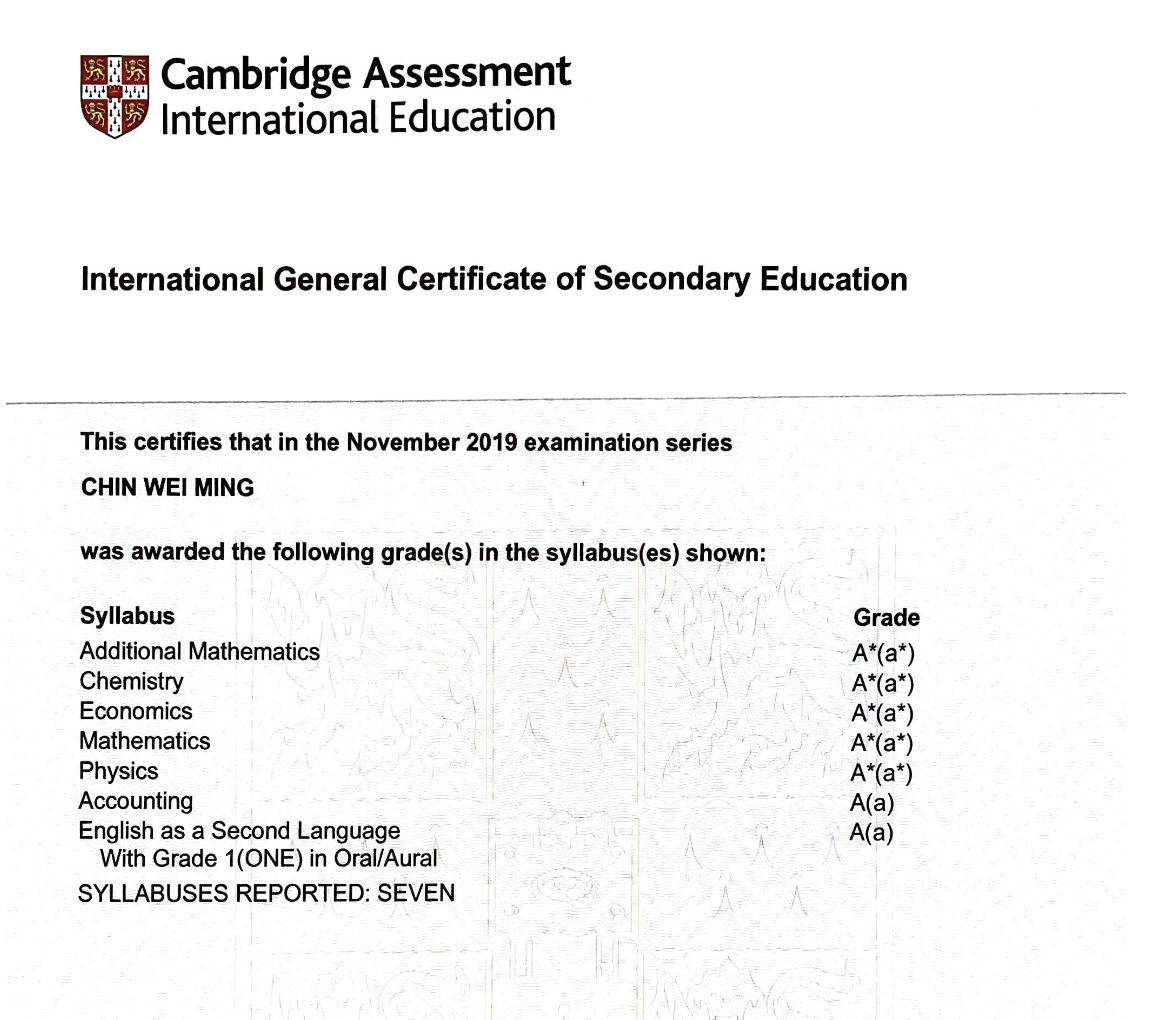 Cambridge Assessment
International Education
International General Certificate of Secondary Education
This certifies that in the November 2019 examination series
CHIN WEI MING
was awarded the following grade(s) in the syllabus(es) shown:
Syllabus Grade
Additional Mathematics A*(a*)
Chemistry A*(a*)
Economics A*(a*)
Mathematics A*(a*)
Physics A*(a*)
Accounting A(a)
English as a Second Language A(a)
With Grade 1(ONE) in Oral/Aural
SYLLABUSES REPORTED: SEVEN